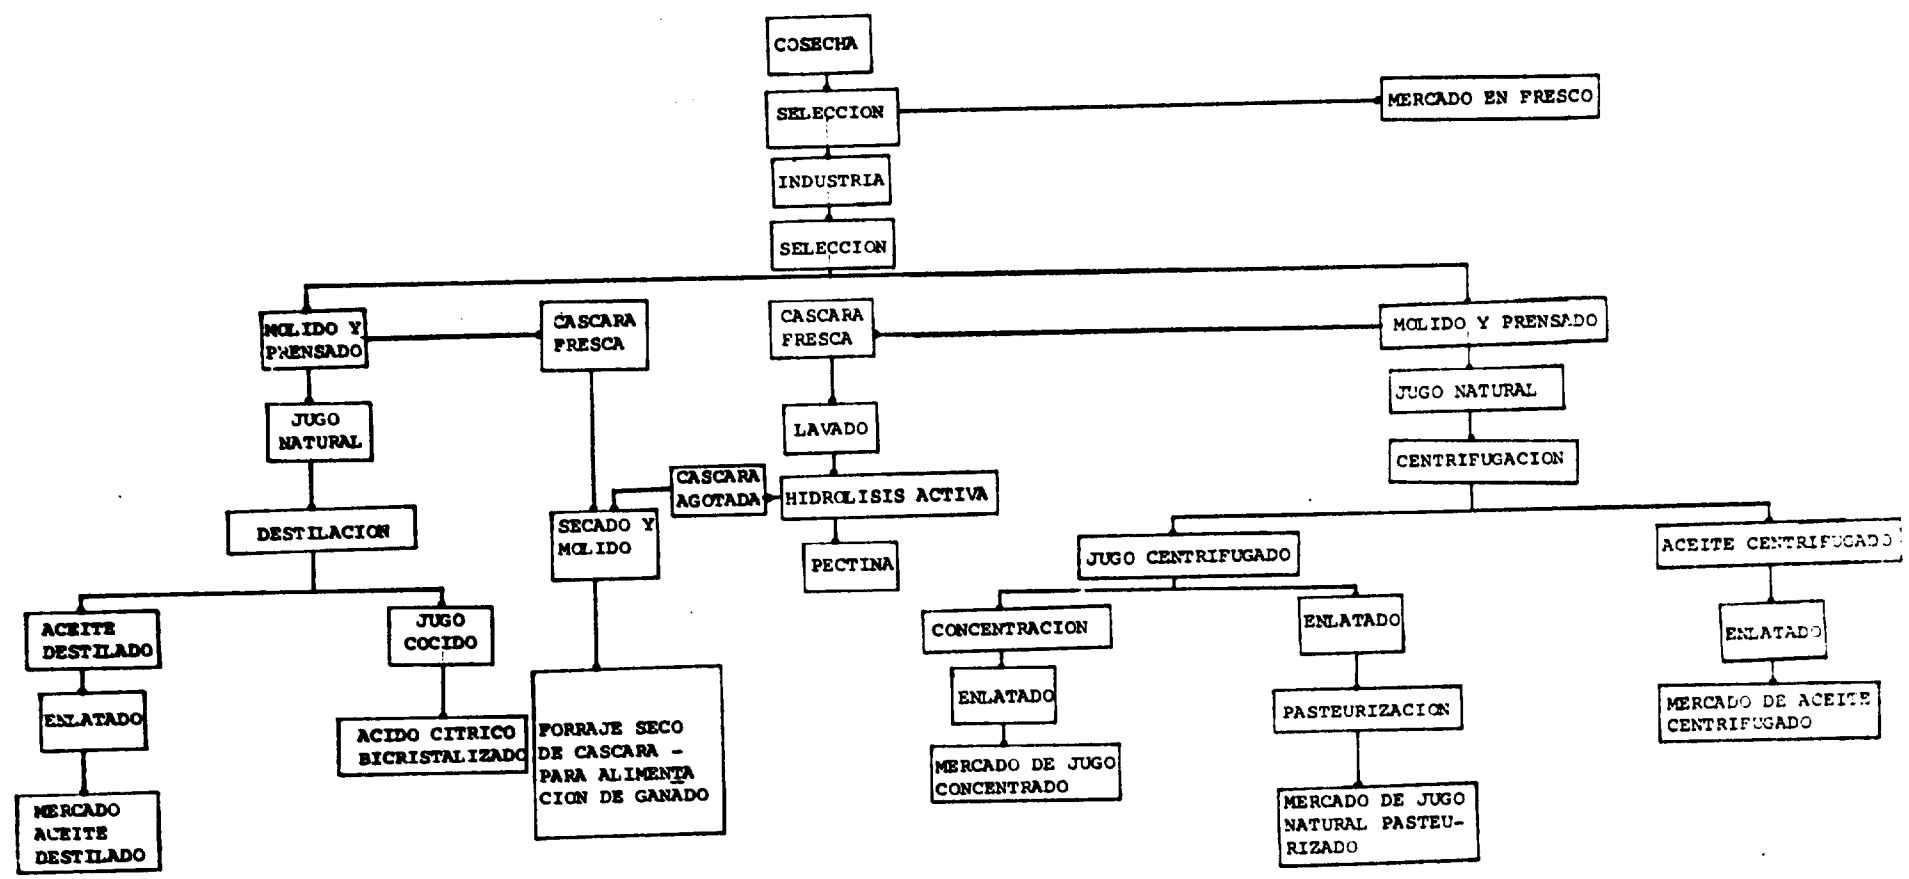 COSECHA
SELECCION
MERCADO EN FRESCO
INDUSTRIA
SELECCION
MOLIDO Y
PRENSADO
CASCARA
FRESCA
CASCARA
FRESCA
MOLIDO Y PRENSADO
JUGO
NATURAL
LAVADO
JUGO NATURAL
CENTRIFUGACION
CASCARA
AGOTADA
HIDROLISIS ACTIVA
DESTILACION
SECADO Y
MOLIDO
PECTINA
JUGO CENTRIFUGADO
ACEITE CENTRIFUGADO
ACEITE
DESTILADO
JUGO
COCIDO
CONCENTRACION
ENLATADO
ENLATADO
ENLATADO
ACIDO CITRICO
BICRISTALIZADO
FORRAJE SECO
DE CASCARA -
PARA ALIMENTA
CION DE GANADO
ENLATADO
PASTEURIZACION
MERCADO DE ACEITE
CENTRIFUGADO
MERCADO
ACEITE
DESTILADO
MERCADO DE JUGO
CONCENTRADO
MERCADO DE JUGO
NATURAL PASTEU-
RIZADO